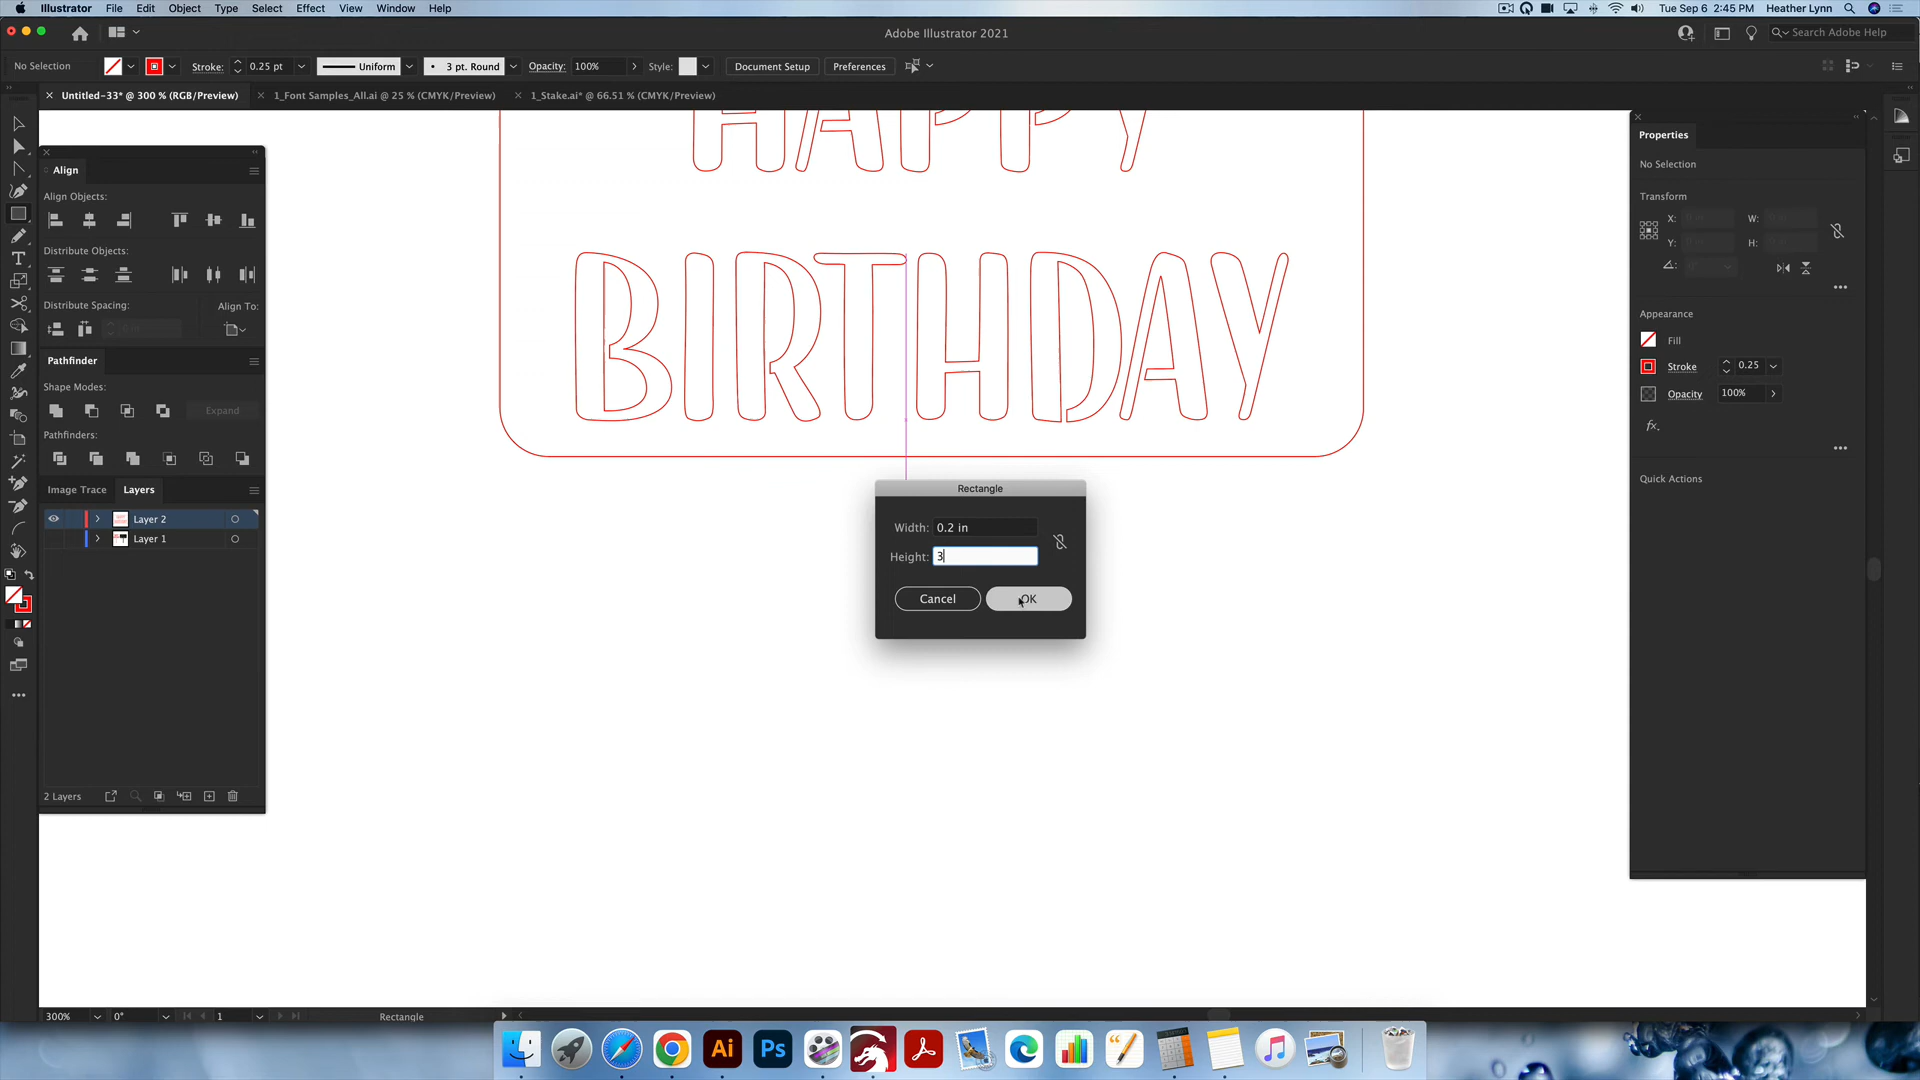 Illustrator File Edit Object Type Select Effect View Window Help
Tue Sep 6 2:45 PM Heather Lynn
Adobe Illustrator 2021
Search Adobe Help
No Selection
Stroke: 0.25 pt
Uniform
3 pt. Round
Opacity: 100%
Style:
Document Setup
Preferences
Untitled-33* @ 300 % (RGB/Preview)
1_Font Samples_All.ai @ 25 % (CMYK/Preview)
1_Stake.ai* @ 66.51 % (CMYK/Preview)
Align
Align Objects:
Distribute Objects:
Distribute Spacing:
Align To:
Pathfinder
Shape Modes:
Expand
Pathfinders:
Image Trace
Layers
Layer 2
Layer 1
2 Layers
HAPPY
BIRTHDAY
Rectangle
Width: 0.2 in
Height: 3
Cancel
OK
Properties
No Selection
Transform
X:
W:
Y:
H:
Appearance
Fill
Stroke
0.25
Opacity
100%
fx.
Quick Actions
300%
0°
1
Rectangle
Ai
Ps